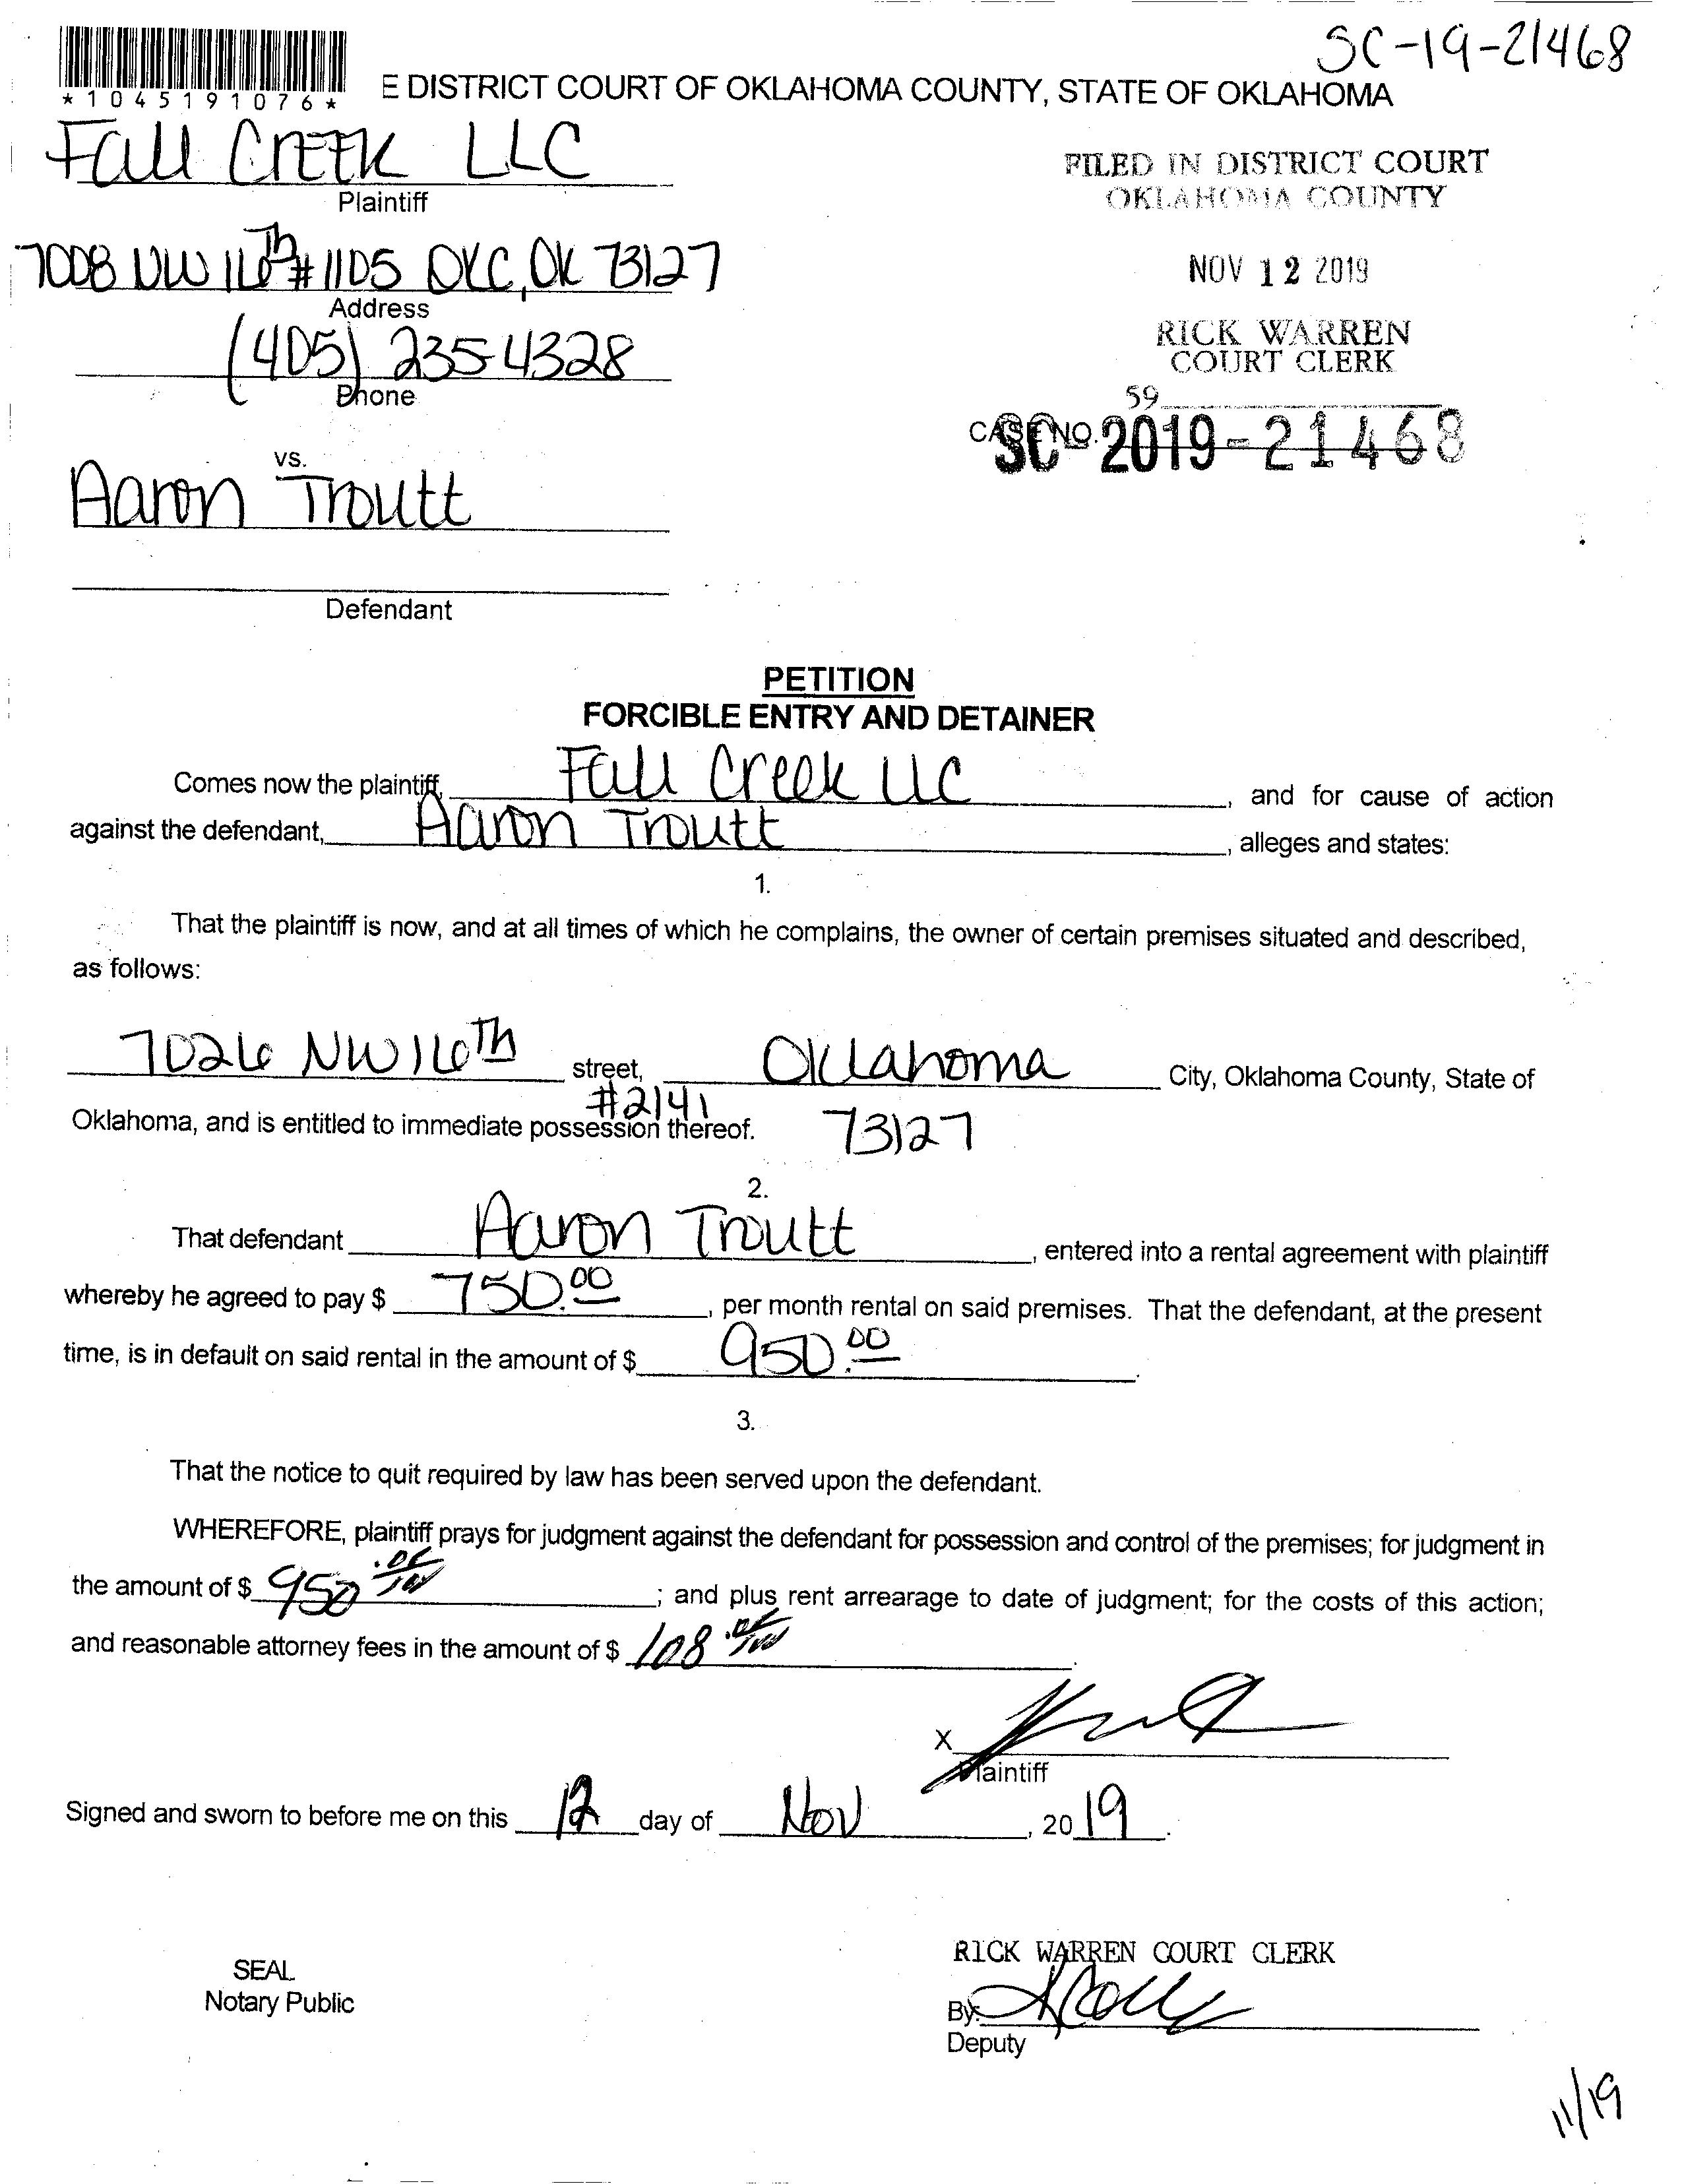 SC-19-21468
*1045191076*
E DISTRICT COURT OF OKLAHOMA COUNTY, STATE OF OKLAHOMA
Fall Creek LLC
Plaintiff
FILED IN DISTRICT COURT
OKLAHOMA COUNTY
7008 NW 16th #1105 OKC, OK 73127
Address
NOV 12 2019
(405) 235-4328
Phone
RICK WARREN
COURT CLERK
59
CASE NO. SC-2019-21468
vs.
Aaron Troutt
Defendant
PETITION
FORCIBLE ENTRY AND DETAINER
Comes now the plaintiff, Fall Creek LLC, and for cause of action
against the defendant, Aaron Troutt, alleges and states:
1.
That the plaintiff is now, and at all times of which he complains, the owner of certain premises situated and described,
as follows:
7026 NW 16th street, Oklahoma City, Oklahoma County, State of
#2141
Oklahoma, and is entitled to immediate possession thereof. 73127
2.
That defendant Aaron Troutt, entered into a rental agreement with plaintiff
whereby he agreed to pay $ 750.00, per month rental on said premises. That the defendant, at the present
time, is in default on said rental in the amount of $ 950.00.
3.
That the notice to quit required by law has been served upon the defendant.
WHEREFORE, plaintiff prays for judgment against the defendant for possession and control of the premises; for judgment in
the amount of $ 950; and plus rent arrearage to date of judgment; for the costs of this action;
and reasonable attorney fees in the amount of $ 108.
X
Plaintiff
Signed and sworn to before me on this 12 day of Nov, 2019.
SEAL
Notary Public
RICK WARREN COURT CLERK
By:
Deputy
11/19